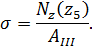 σ = N_z(z_5) / A_III.